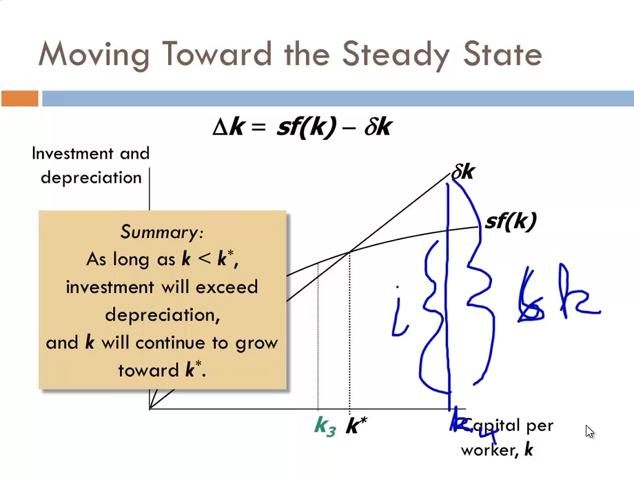 Moving Toward the Steady State
Δk = sf(k) – δk
Investment and
depreciation
δk
sf(k)
Summary:
As long as k < k*,
investment will exceed
depreciation,
and k will continue to grow
toward k*.
i
δk
k₃
k*
k₄
Capital per
worker, k